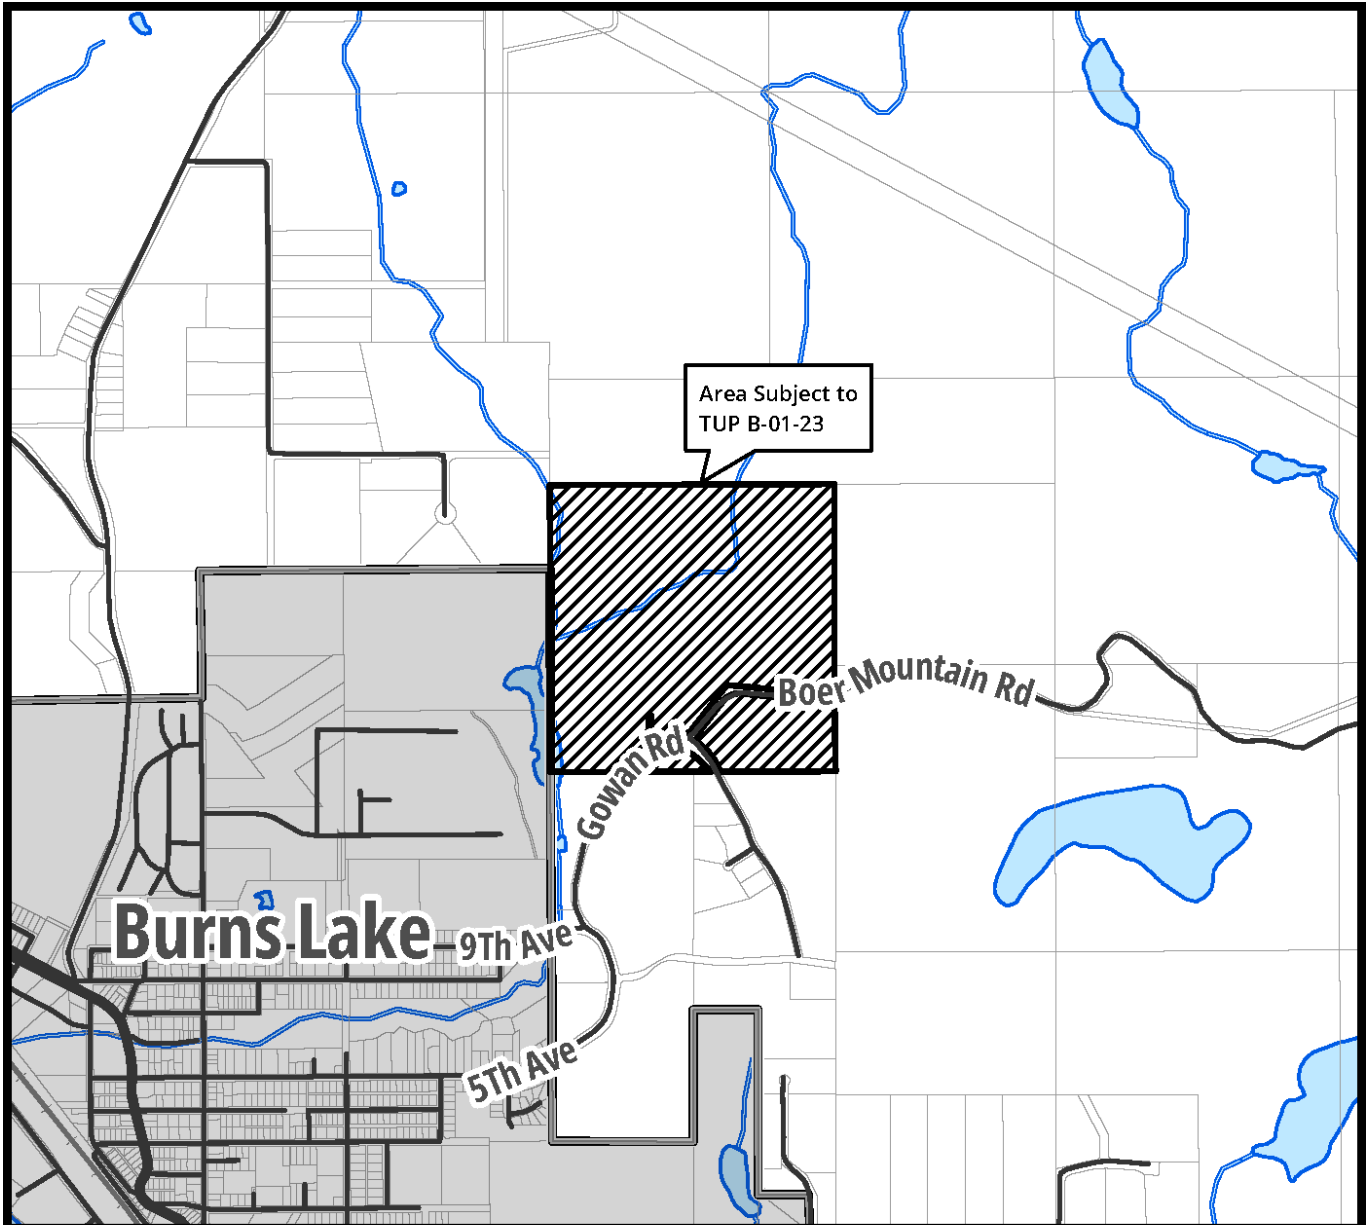 Area Subject to
TUP B-01-23
Boer Mountain Rd
Gowan Rd
Burns Lake
9Th Ave
5Th Ave